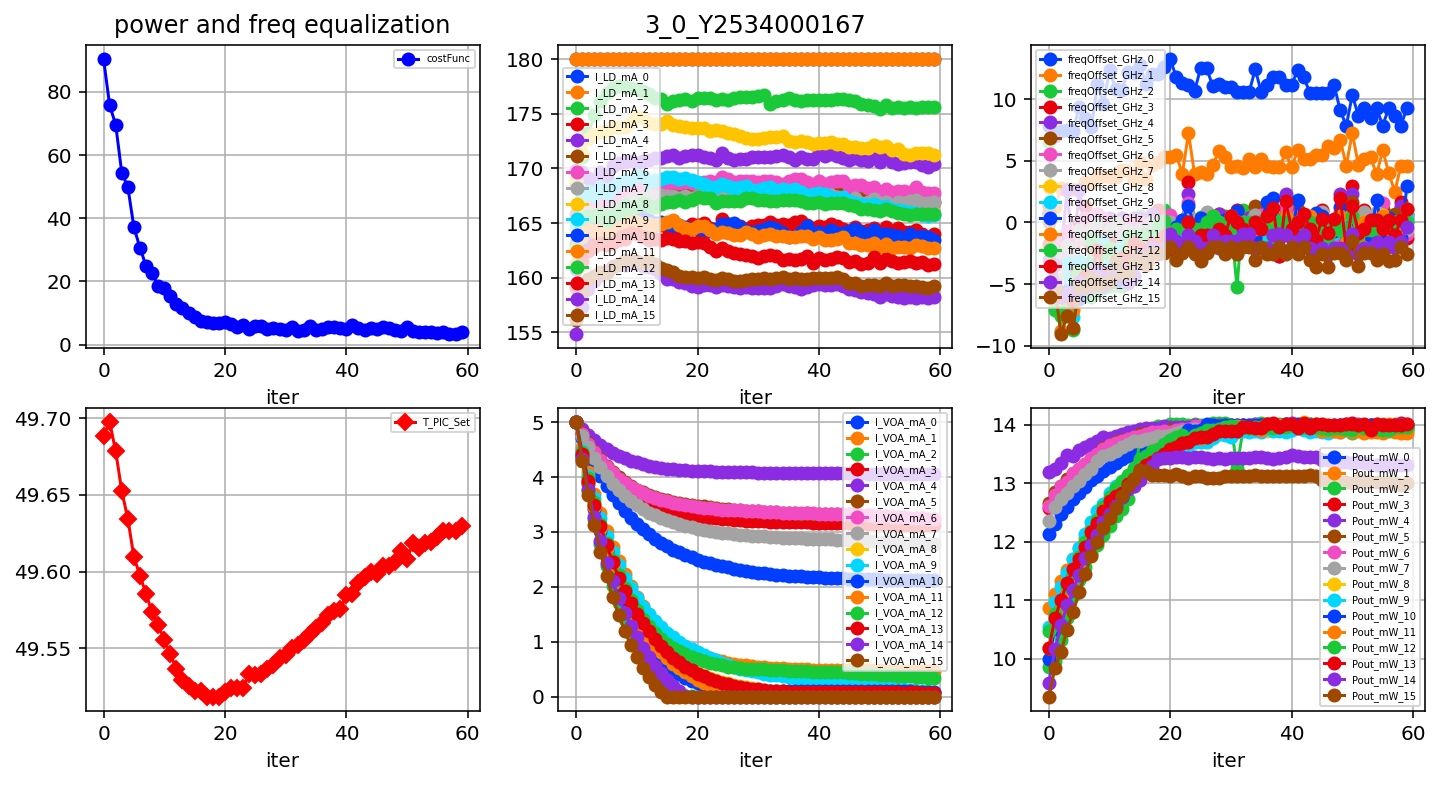 power and freq equalization
costFunc
80
60
40
20
0
0 20 40 60
iter
3_0_Y2534000167
180
175
170
165
160
155
I_LD_mA_0
I_LD_mA_1
I_LD_mA_2
I_LD_mA_3
I_LD_mA_4
I_LD_mA_5
I_LD_mA_6
I_LD_mA_7
I_LD_mA_8
I_LD_mA_9
I_LD_mA_10
I_LD_mA_11
I_LD_mA_12
I_LD_mA_13
I_LD_mA_14
I_LD_mA_15
0 20 40 60
iter
10
5
0
−5
−10
freqOffset_GHz_0
freqOffset_GHz_1
freqOffset_GHz_2
freqOffset_GHz_3
freqOffset_GHz_4
freqOffset_GHz_5
freqOffset_GHz_6
freqOffset_GHz_7
freqOffset_GHz_8
freqOffset_GHz_9
freqOffset_GHz_10
freqOffset_GHz_11
freqOffset_GHz_12
freqOffset_GHz_13
freqOffset_GHz_14
freqOffset_GHz_15
0 20 40 60
iter
49.70
49.65
49.60
49.55
T_PIC_Set
0 20 40 60
iter
5
4
3
2
1
0
I_VOA_mA_0
I_VOA_mA_1
I_VOA_mA_2
I_VOA_mA_3
I_VOA_mA_4
I_VOA_mA_5
I_VOA_mA_6
I_VOA_mA_7
I_VOA_mA_8
I_VOA_mA_9
I_VOA_mA_10
I_VOA_mA_11
I_VOA_mA_12
I_VOA_mA_13
I_VOA_mA_14
I_VOA_mA_15
0 20 40 60
iter
14
13
12
11
10
Pout_mW_0
Pout_mW_1
Pout_mW_2
Pout_mW_3
Pout_mW_4
Pout_mW_5
Pout_mW_6
Pout_mW_7
Pout_mW_8
Pout_mW_9
Pout_mW_10
Pout_mW_11
Pout_mW_12
Pout_mW_13
Pout_mW_14
Pout_mW_15
0 20 40 60
iter